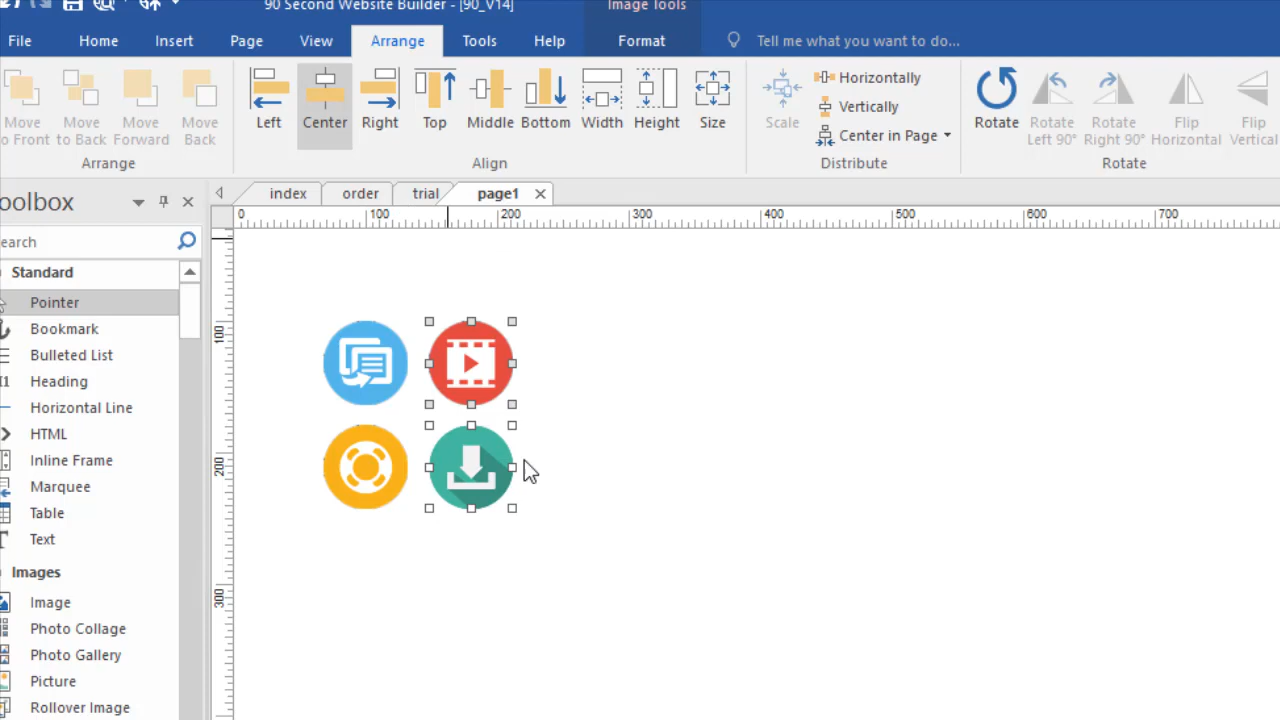 90 Second Website Builder - [90_V14]
Image Tools
File Home Insert Page View Arrange Tools Help Format Tell me what you want to do...
Move
o Front
Move
to Back
Move
Forward
Move
Back
Arrange
Left Center Right Top Middle Bottom Width Height Size
Align
Scale
Horizontally
Vertically
Center in Page
Distribute
Rotate
Rotate
Left 90°
Rotate
Right 90°
Flip
Horizontal
Flip
Vertical
Rotate
index order trial page1
oolbox
0 100 200 300 400 500 600 700
earch
Standard
Pointer
Bookmark
Bulleted List
H1 Heading
Horizontal Line
HTML
Inline Frame
Marquee
Table
Text
Images
Image
Photo Collage
Photo Gallery
Picture
Rollover Image
100
200
300